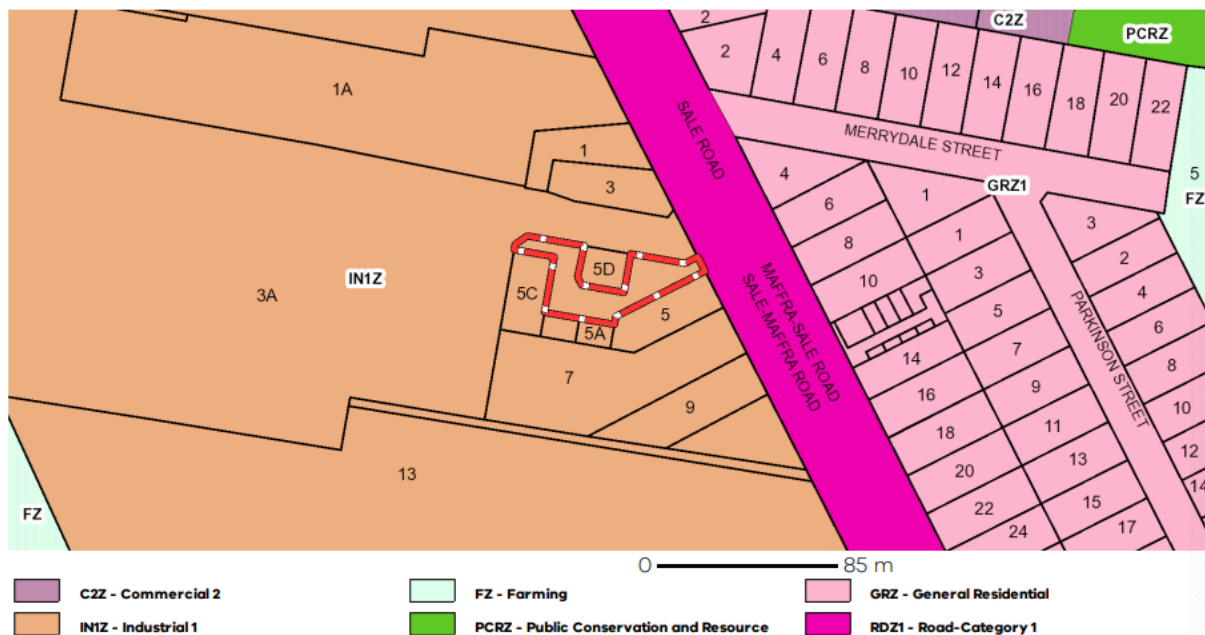 C2Z
PCRZ
2
2
4
6
8
10
12
14
16
18
20
22
1A
SALE ROAD
MERRYDALE STREET
5
FZ
1
3
4
6
8
10
1
GRZ1
1
3
5
7
9
11
13
15
17
3
2
4
6
8
10
12
14
PARKINSON STREET
IN1Z
3A
5D
5C
5A
5
7
9
MAFFRA-SALE ROAD
SALE-MAFFRA ROAD
14
16
18
20
22
24
13
FZ
0 85 m
C2Z - Commercial 2
FZ - Farming
GRZ - General Residential
IN1Z - Industrial 1
PCRZ - Public Conservation and Resource
RDZ1 - Road-Category 1